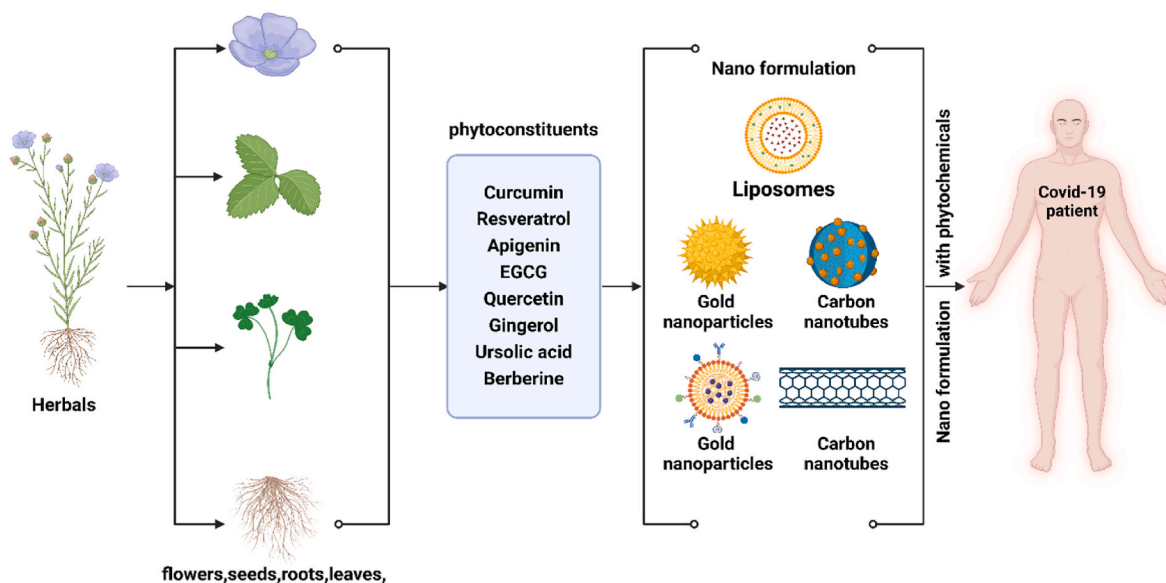 Herbals
flowers,seeds,roots,leaves,
phytoconstituents
Curcumin
Resveratrol
Apigenin
EGCG
Quercetin
Gingerol
Ursolic acid
Berberine
Nano formulation
Liposomes
Gold
nanoparticles
Carbon
nanotubes
Gold
nanoparticles
Carbon
nanotubes
Nano formulation with phytochemicals
Covid-19
patient